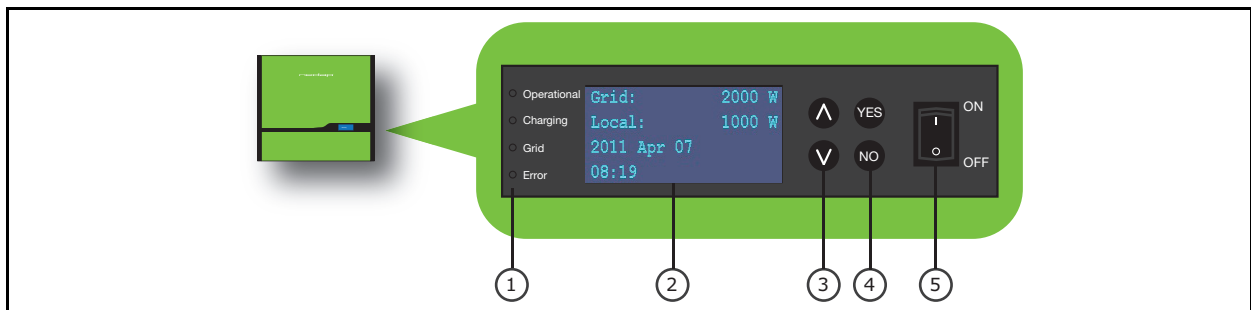 Operational
Charging
Grid
Error
Grid: 2000 W
Local: 1000 W
2011 Apr 07
08:19
YES
NO
ON
OFF
1 2 3 4 5